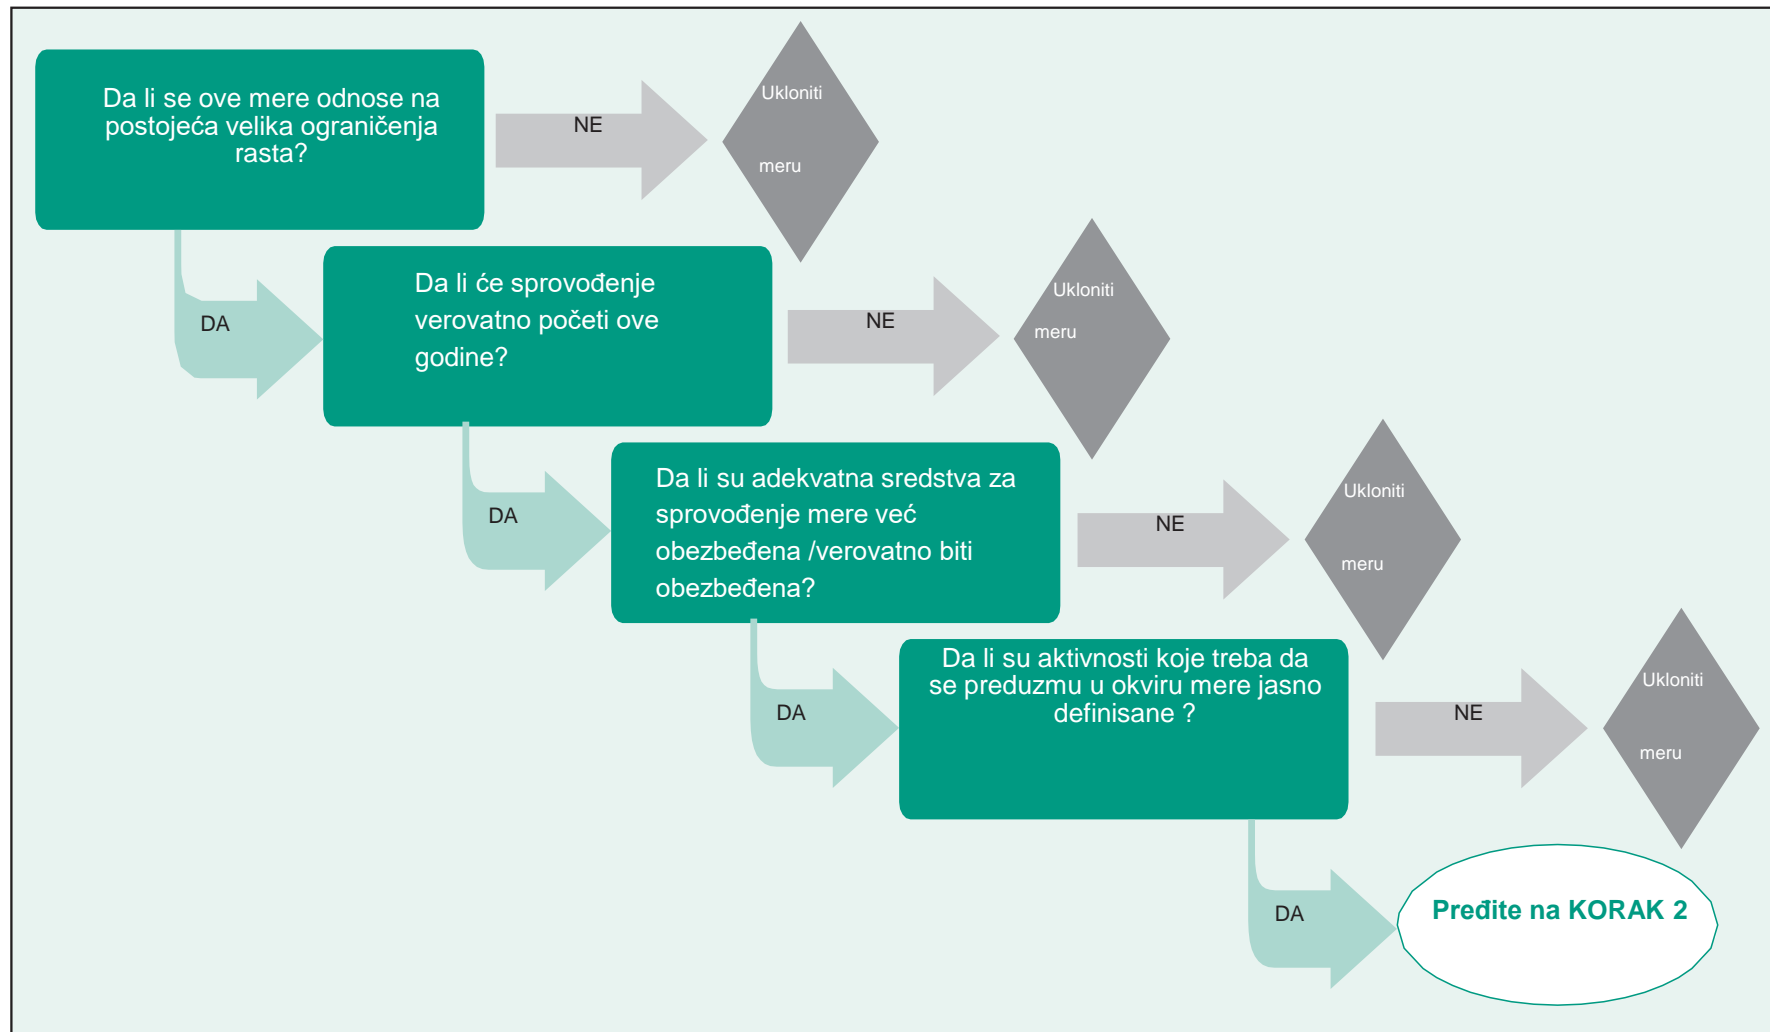 Da li se ove mere odnose na
postojeća velika ograničenja
rasta?
NE
Ukloniti
meru
DA
Da li će sprovođenje
verovatno početi ove
godine?
NE
Ukloniti
meru
DA
Da li su adekvatna sredstva za
sprovođenje mere već
obezbeđena /verovatno biti
obezbeđena?
NE
Ukloniti
meru
DA
Da li su aktivnosti koje treba da
se preduzmu u okviru mere jasno
definisane ?
NE
Ukloniti
meru
DA
Pređite na KORAK 2